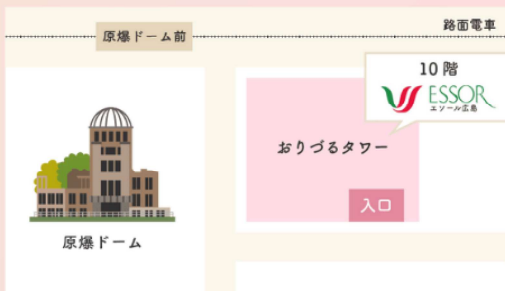 路面電車
原爆ドーム前
10階
ESSOR
エソール広島
おりづるタワー
入口
原爆ドーム